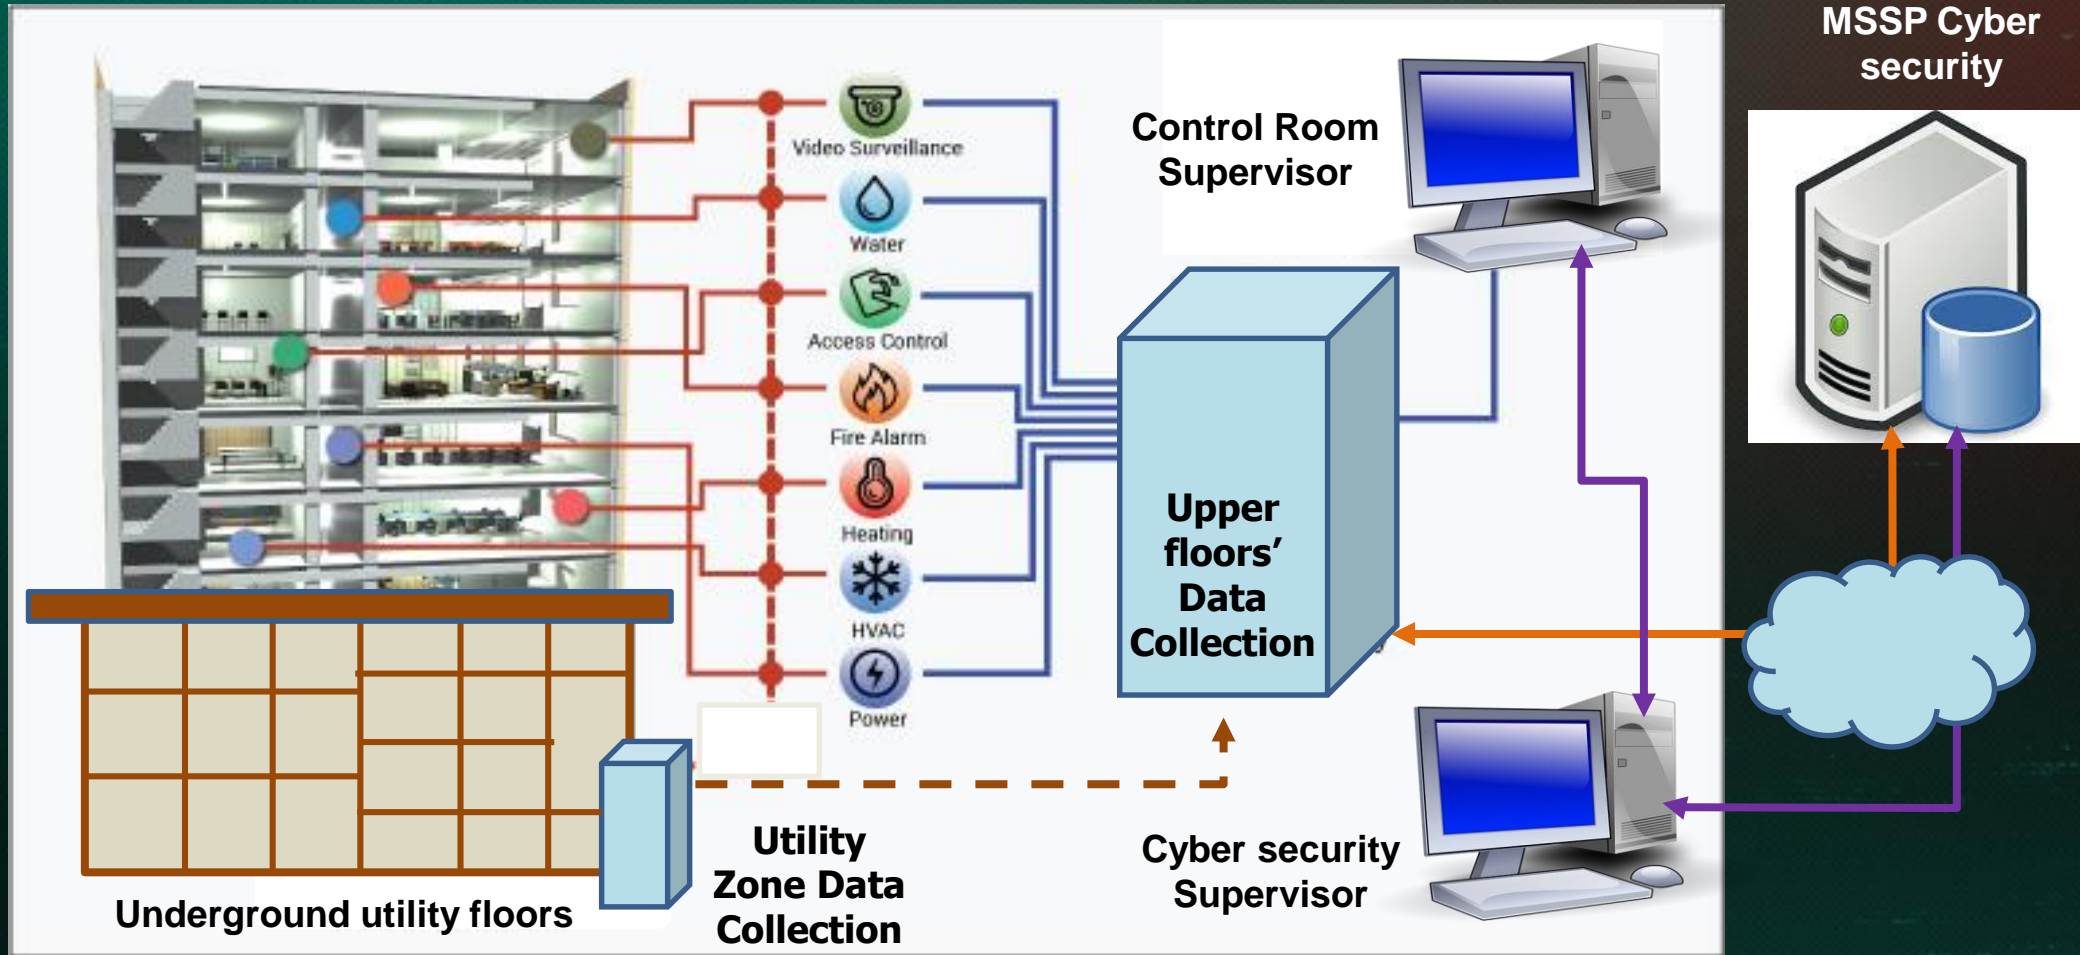 MSSP Cyber
security
Control Room
Supervisor
Video Surveillance
Water
Access Control
Fire Alarm
Heating
HVAC
Power
Upper
floors’
Data
Collection
Utility
Zone Data
Collection
Cyber security
Supervisor
Underground utility floors